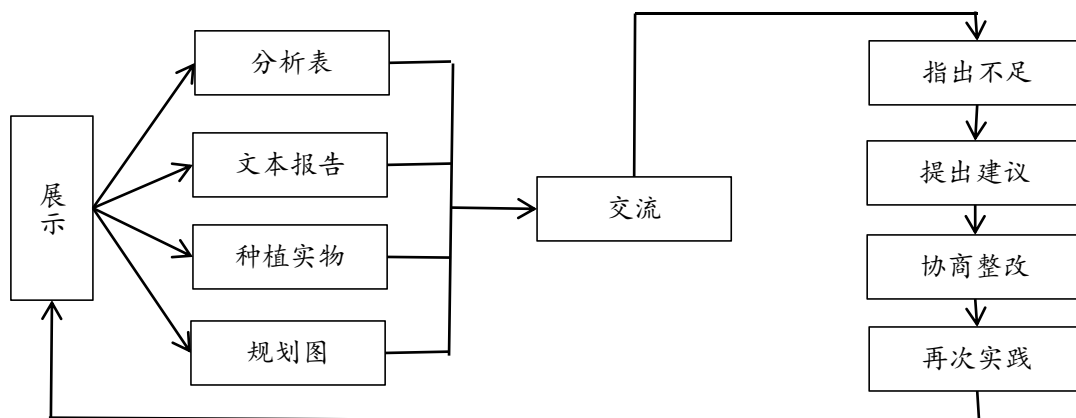 展示
分析表
文本报告
种植实物
规划图
交流
指出不足
提出建议
协商整改
再次实践